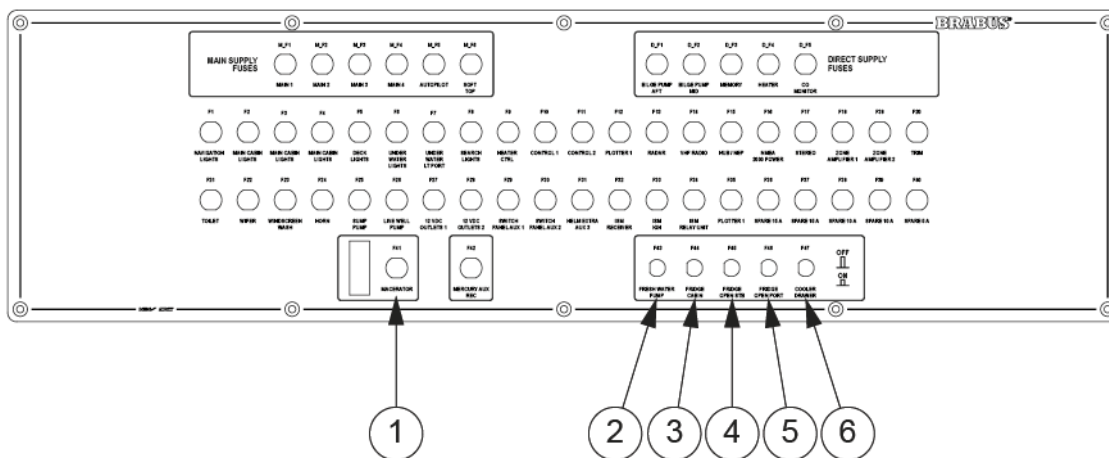 BRABUS
MAIN SUPPLY
FUSES
M_F1 M_F2 M_F3 M_F4 M_F5 M_F6
MAIN 1 MAIN 2 MAIN 3 MAIN 4 AUTOPILOT SOFT
TOP
D_F1 D_F2 D_F3 D_F4 D_F5
BILGE PUMP
AFT
BILGE PUMP
MID
MEMORY HEATER CO
MONITOR
DIRECT SUPPLY
FUSES
F1 F2 F3 F4 F5 F6 F7 F8 F9 F10 F11 F12 F13 F14 F15 F16 F17 F18 F19 F20
NAVIGATION
LIGHTS
MAIN CABIN
LIGHTS
MAIN CABIN
LIGHTS
MAIN CABIN
LIGHTS
DECK
LIGHTS
UNDER
WATER
LIGHTS
UNDER
WATER
LT PORT
SEARCH
LIGHTS
HEATER
CTRL
CONTROL 1
CONTROL 2
PLOTTER 1
RADAR
VHF RADIO
HUB / NEP
NMEA
2000 POWER
STEREO
ZONE
AMPLIFIER 1
ZONE
AMPLIFIER 2
TRIM
F21 F22 F23 F24 F25 F26 F27 F28 F29 F30 F31 F32 F33 F34 F35 F36 F37 F38 F39 F40
TOILET
WIPER
WINDSCREEN
WASH
HORN
SUMP
PUMP
LIVE WELL
PUMP
12 VDC
OUTLETS 1
12 VDC
OUTLETS 2
SWITCH
PANEL AUX 1
SWITCH
PANEL AUX 2
HELM EXTRA
AUX 2
SIM
RECEIVER
SIM
IGN
SIM
RELAY UNIT
PLOTTER 1
SPARE 10 A
SPARE 10 A
SPARE 10 A
SPARE 5 A
F41
MACERATOR
F42
MERCURY AUX
REC
F43 F44 F45 F46 F47
FRESH WATER
PUMP
FRIDGE
CABIN
FRIDGE
OPEN STB
FRIDGE
OPEN PORT
COOLER
DRAWER
OFF
ON
1 2 3 4 5 6